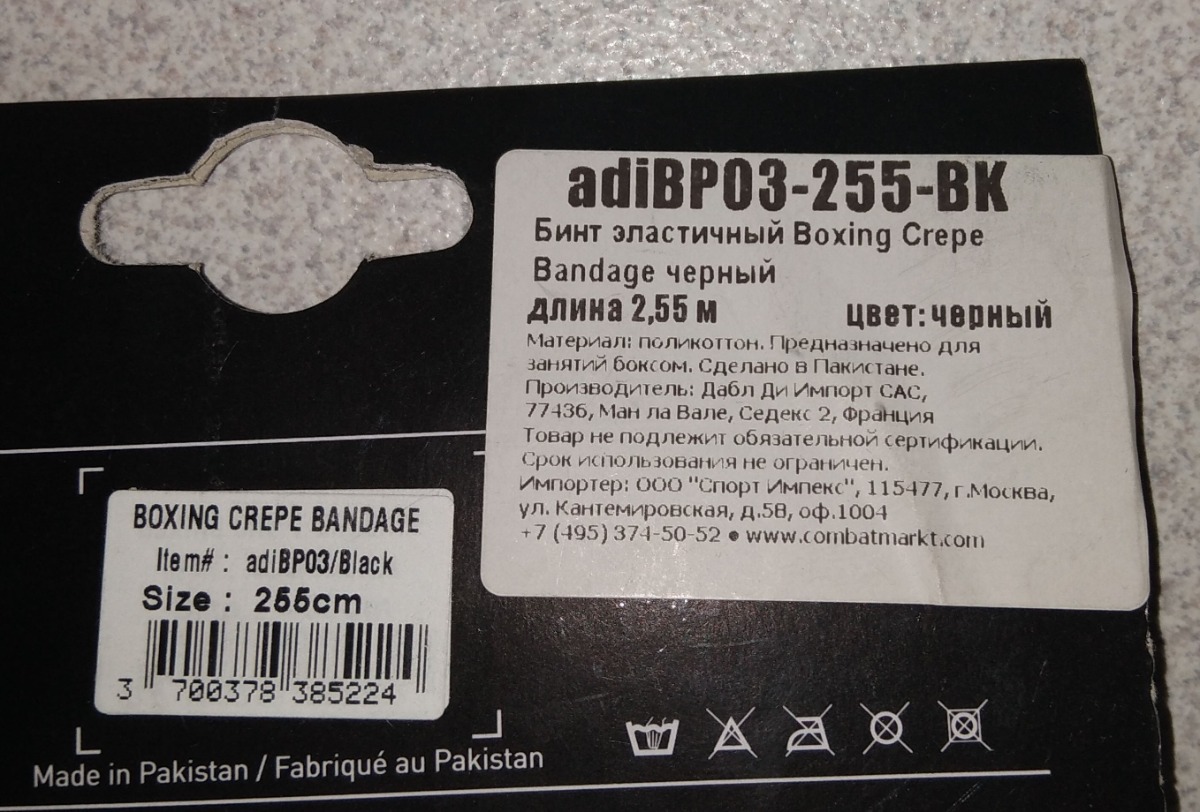 adiBP03-255-BK
Бинт эластичный Boxing Crepe
Bandage черный
длина 2,55 м цвет:черный
Материал: поликоттон. Предназначено для
занятий боксом. Сделано в Пакистане.
Производитель: Дабл Ди Импорт САС,
77436, Ман ла Вале, Седекс 2, Франция
Товар не подлежит обязательной сертификации.
Срок использования не ограничен.
Импортер: ООО "Спорт Импекс", 115477, г.Москва,
ул. Кантемировская, д.58, оф.1004
+7 (495) 374-50-52 • www.combatmarkt.com
BOXING CREPE BANDAGE
Item# : adiBP03/Black
Size : 255cm
3 700378 385224
Made in Pakistan / Fabriqué au Pakistan